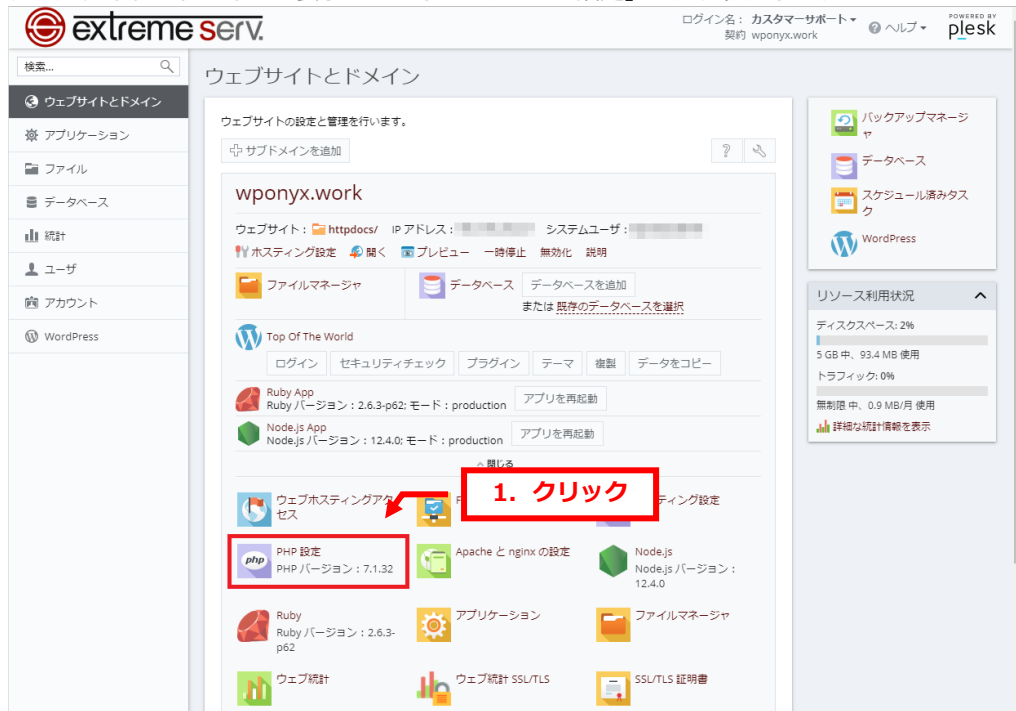 extreme serv.
ログイン名： カスタマーサポート
契約 wponyx.work
ヘルプ
POWERED BY
plesk
検索...
ウェブサイトとドメイン
アプリケーション
ファイル
データベース
統計
ユーザ
アカウント
WordPress
ウェブサイトとドメイン
ウェブサイトの設定と管理を行います。
サブドメインを追加
wponyx.work
ウェブサイト： httpdocs/ IP アドレス： システムユーザ：
ホスティング設定 開く プレビュー 一時停止 無効化 説明
ファイルマネージャ
データベース データベースを追加
または 既存のデータベースを選択
Top Of The World
ログイン セキュリティチェック プラグイン テーマ 複製 データをコピー
Ruby App
Ruby バージョン：2.6.3-p62; モード：production アプリを再起動
Node.js App
Node.js バージョン：12.4.0; モード：production アプリを再起動
閉じる
1. クリック
ウェブホスティングアクセス
ティング設定
php
PHP 設定
PHP バージョン：7.1.32
Apache と nginx の設定
Node.js
Node.js バージョン：
12.4.0
Ruby
Ruby バージョン：2.6.3-
p62
アプリケーション
ファイルマネージャ
ウェブ統計
ウェブ統計 SSL/TLS
SSL/TLS 証明書
バックアップマネージ
ャ
データベース
スケジュール済みタス
ク
WordPress
リソース利用状況
ディスクスペース: 2%
5 GB 中、93.4 MB 使用
トラフィック: 0%
無制限 中、0.9 MB/月 使用
詳細な統計情報を表示